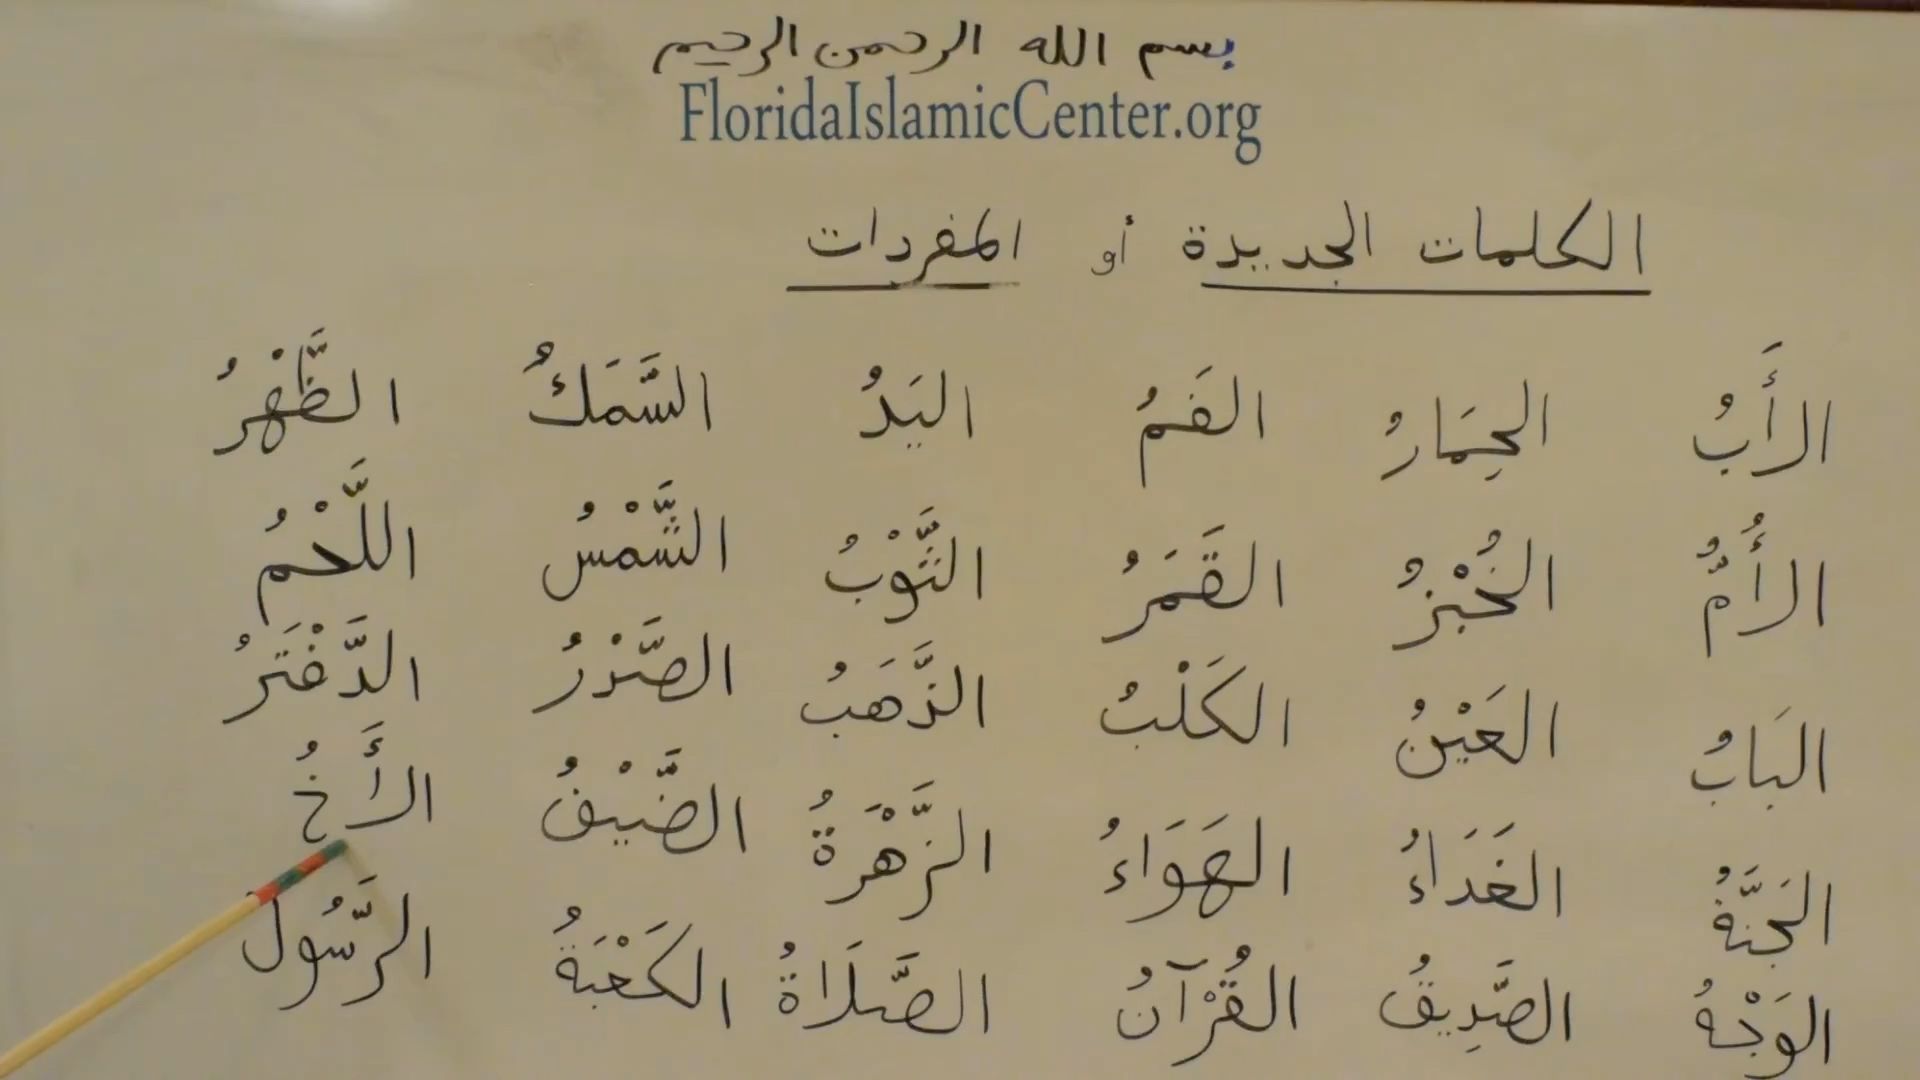 بسم الله الرحمن الرحيم
FloridaIslamicCenter.org
الكلمات الجديدة أو المفردات
الأَبُ الحِمَارُ الفَمُ اليَدُ السَّمَكُ الظَّهْرُ
الأُمُّ الخُبْزُ القَمَرُ الثَّوْبُ الشَّمْسُ اللَّحْمُ
البَابُ العَيْنُ الكَلْبُ الذَّهَبُ الصَّدْرُ الدَّفْتَرُ
الجَنَّةُ الغَدَاءُ الهَوَاءُ الزَّهْرَةُ الضَّيْفُ الأَخُ
الوَجْهُ الصَّدِيقُ القُرْآنُ الصَّلَاةُ الكَعْبَةُ الرَّسُولُ